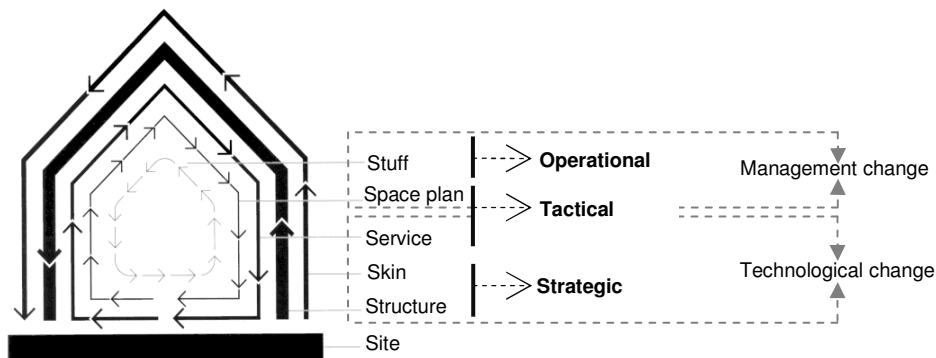 Stuff
Space plan
Service
Skin
Structure
Site
Operational
Tactical
Strategic
Management change
Technological change